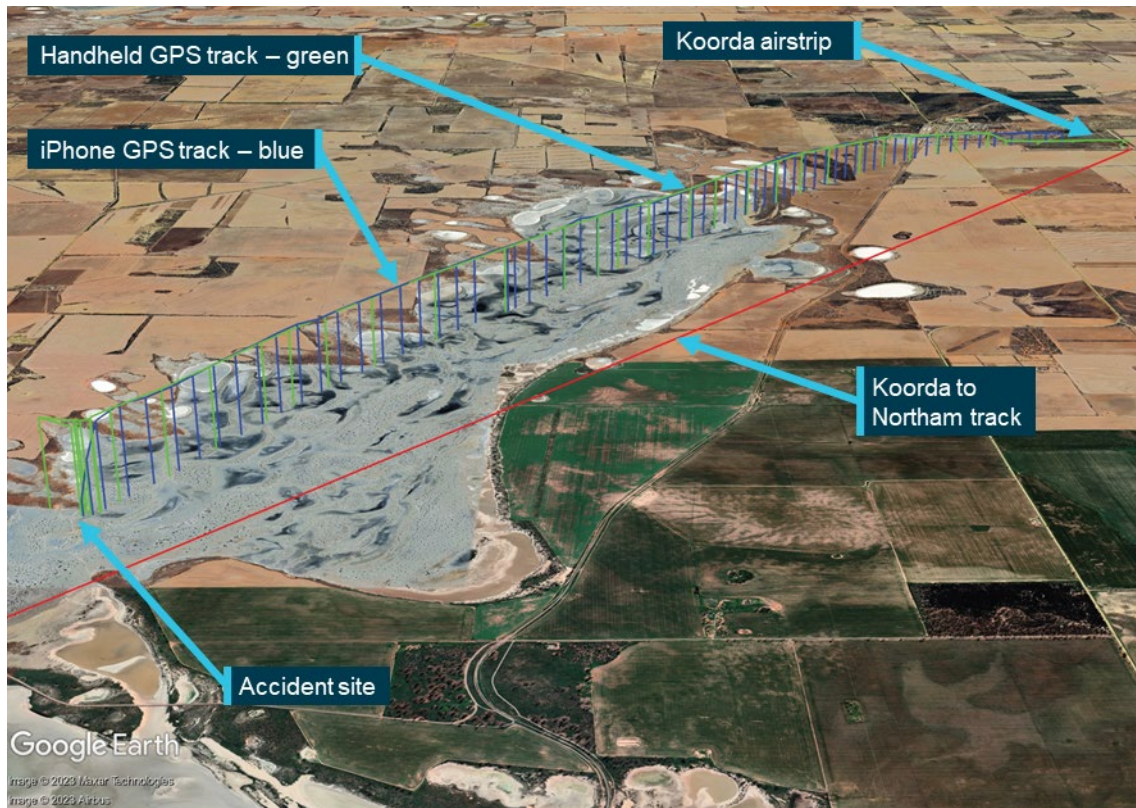 Handheld GPS track – green
Koorda airstrip
iPhone GPS track – blue
Koorda to
Northam track
Accident site
Google Earth
Image © 2023 Maxar Technologies
Image © 2023 Airbus